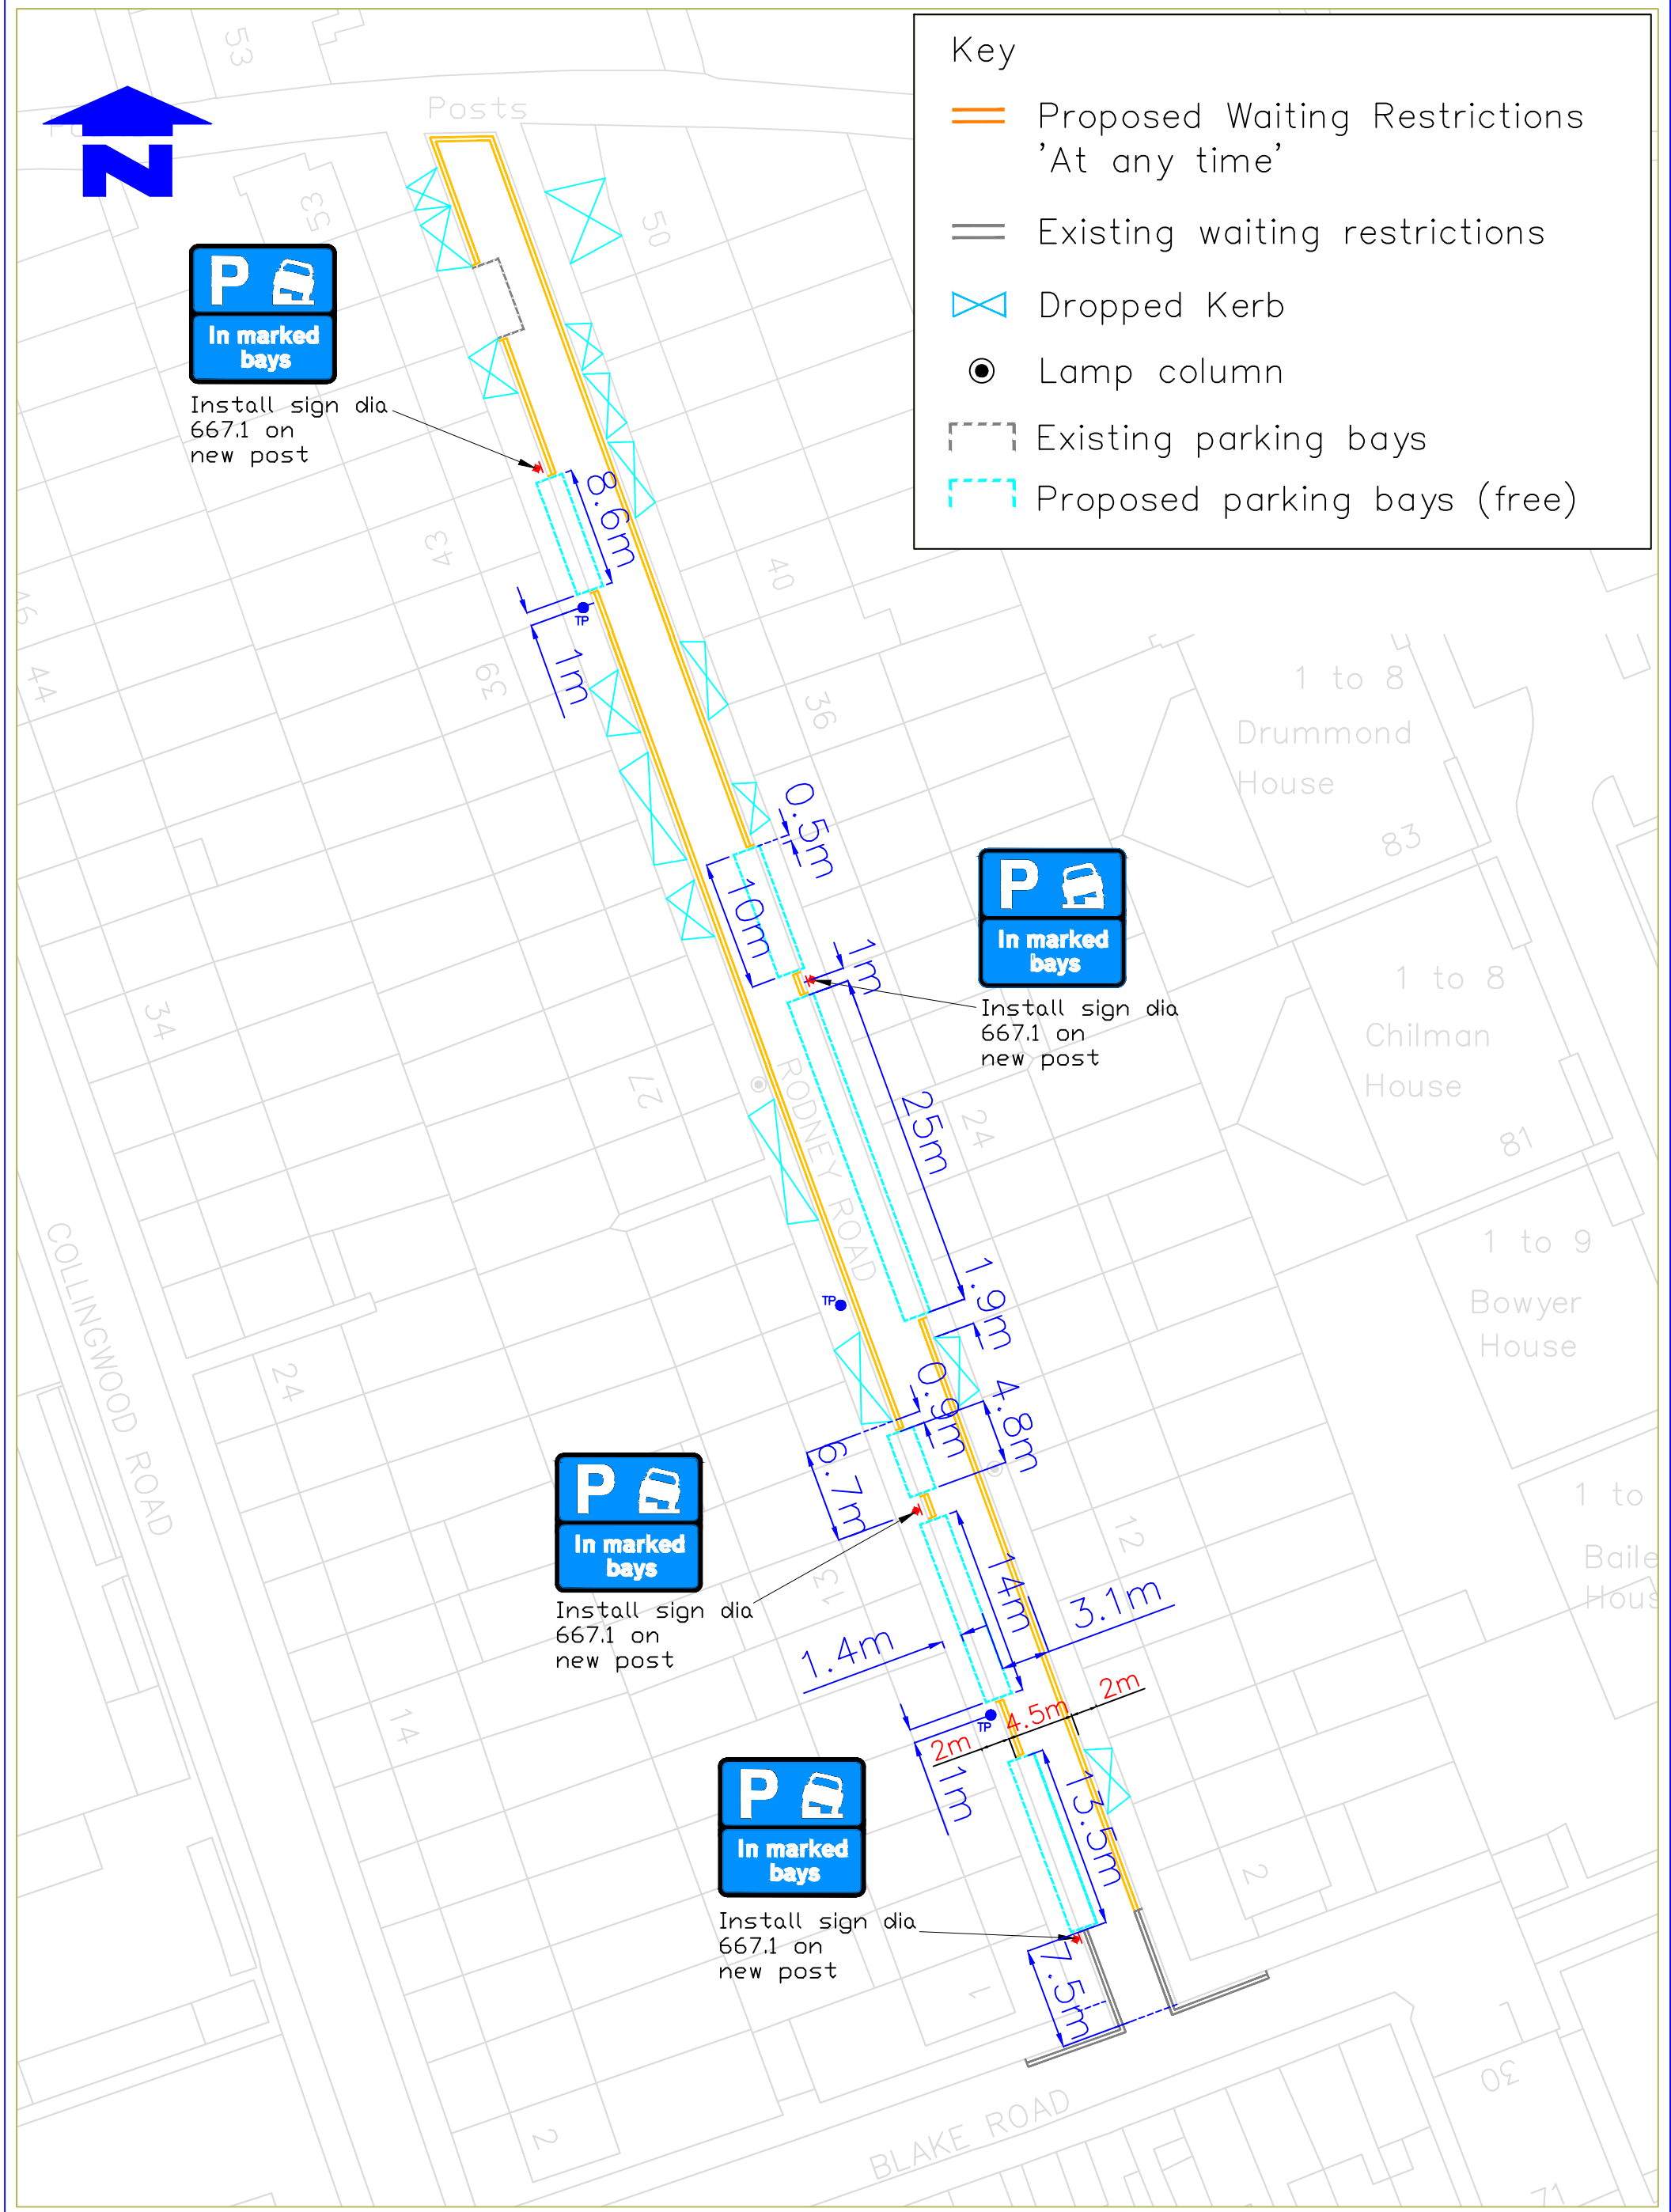 Key
Proposed Waiting Restrictions
'At any time'
Existing waiting restrictions
Dropped Kerb
Lamp column
Existing parking bays
Proposed parking bays (free)
53
Posts
N
53
50
P
In marked
bays
Install sign dia
667.1 on
new post
8.6m
43
40
TP
1m
44
39
36
1 to 8
Drummond
House
83
0.5m
10m
1m
P
In marked
bays
Install sign dia
667.1 on
new post
34
27
RODNEY ROAD
25m
24
1 to 8
Chilman
House
81
COLLINGWOOD ROAD
1 to 9
Bowyer
House
TP
1.9m
24
0.9m
4.8m
6.7m
P
In marked
bays
Install sign dia
667.1 on
new post
13
12
1 to
Baile
Hous
14m
3.1m
1.4m
2m
4.5m
2m
TP
1m
14
P
In marked
bays
Install sign dia
667.1 on
new post
13.5m
2
7.5m
1
30
2
BLAKE ROAD
71